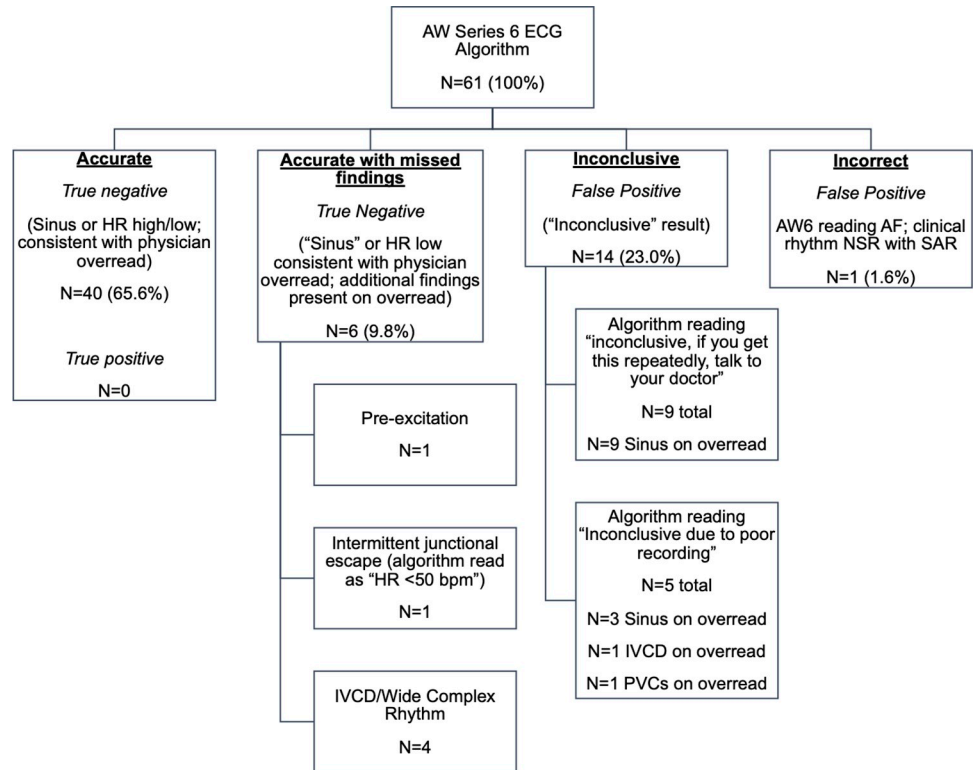 AW Series 6 ECG
Algorithm
N=61 (100%)
Accurate
True negative
(Sinus or HR high/low;
consistent with physician
overread)
N=40 (65.6%)
True positive
N=0
Accurate with missed
findings
True Negative
(“Sinus” or HR low
consistent with physician
overread; additional findings
present on overread)
N=6 (9.8%)
Pre-excitation
N=1
Intermittent junctional
escape (algorithm read
as “HR <50 bpm”)
N=1
IVCD/Wide Complex
Rhythm
N=4
Inconclusive
False Positive
(“Inconclusive” result)
N=14 (23.0%)
Algorithm reading
“inconclusive, if you get
this repeatedly, talk to
your doctor”
N=9 total
N=9 Sinus on overread
Algorithm reading
“Inconclusive due to poor
recording”
N=5 total
N=3 Sinus on overread
N=1 IVCD on overread
N=1 PVCs on overread
Incorrect
False Positive
AW6 reading AF; clinical
rhythm NSR with SAR
N=1 (1.6%)